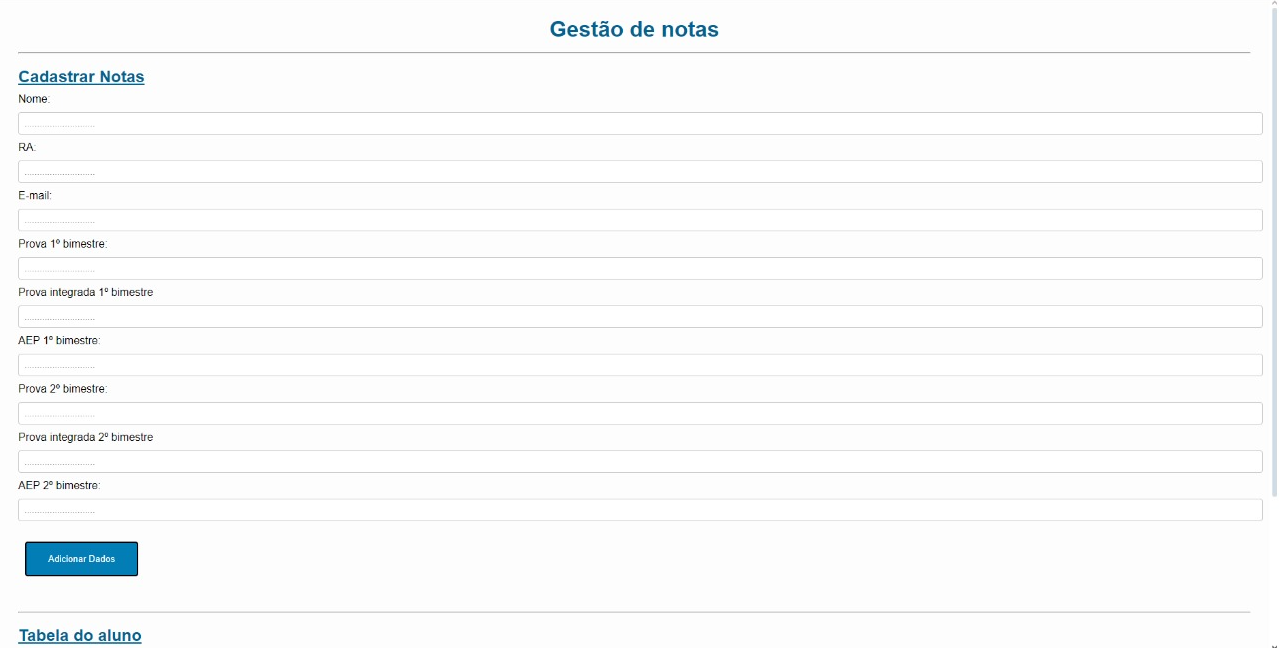 Gestão de notas
Cadastrar Notas
Nome:
...........................
RA:
...........................
E-mail:
...........................
Prova 1º bimestre:
...........................
Prova integrada 1º bimestre
...........................
AEP 1º bimestre:
...........................
Prova 2º bimestre:
...........................
Prova integrada 2º bimestre
...........................
AEP 2º bimestre:
...........................
Adicionar Dados
Tabela do aluno